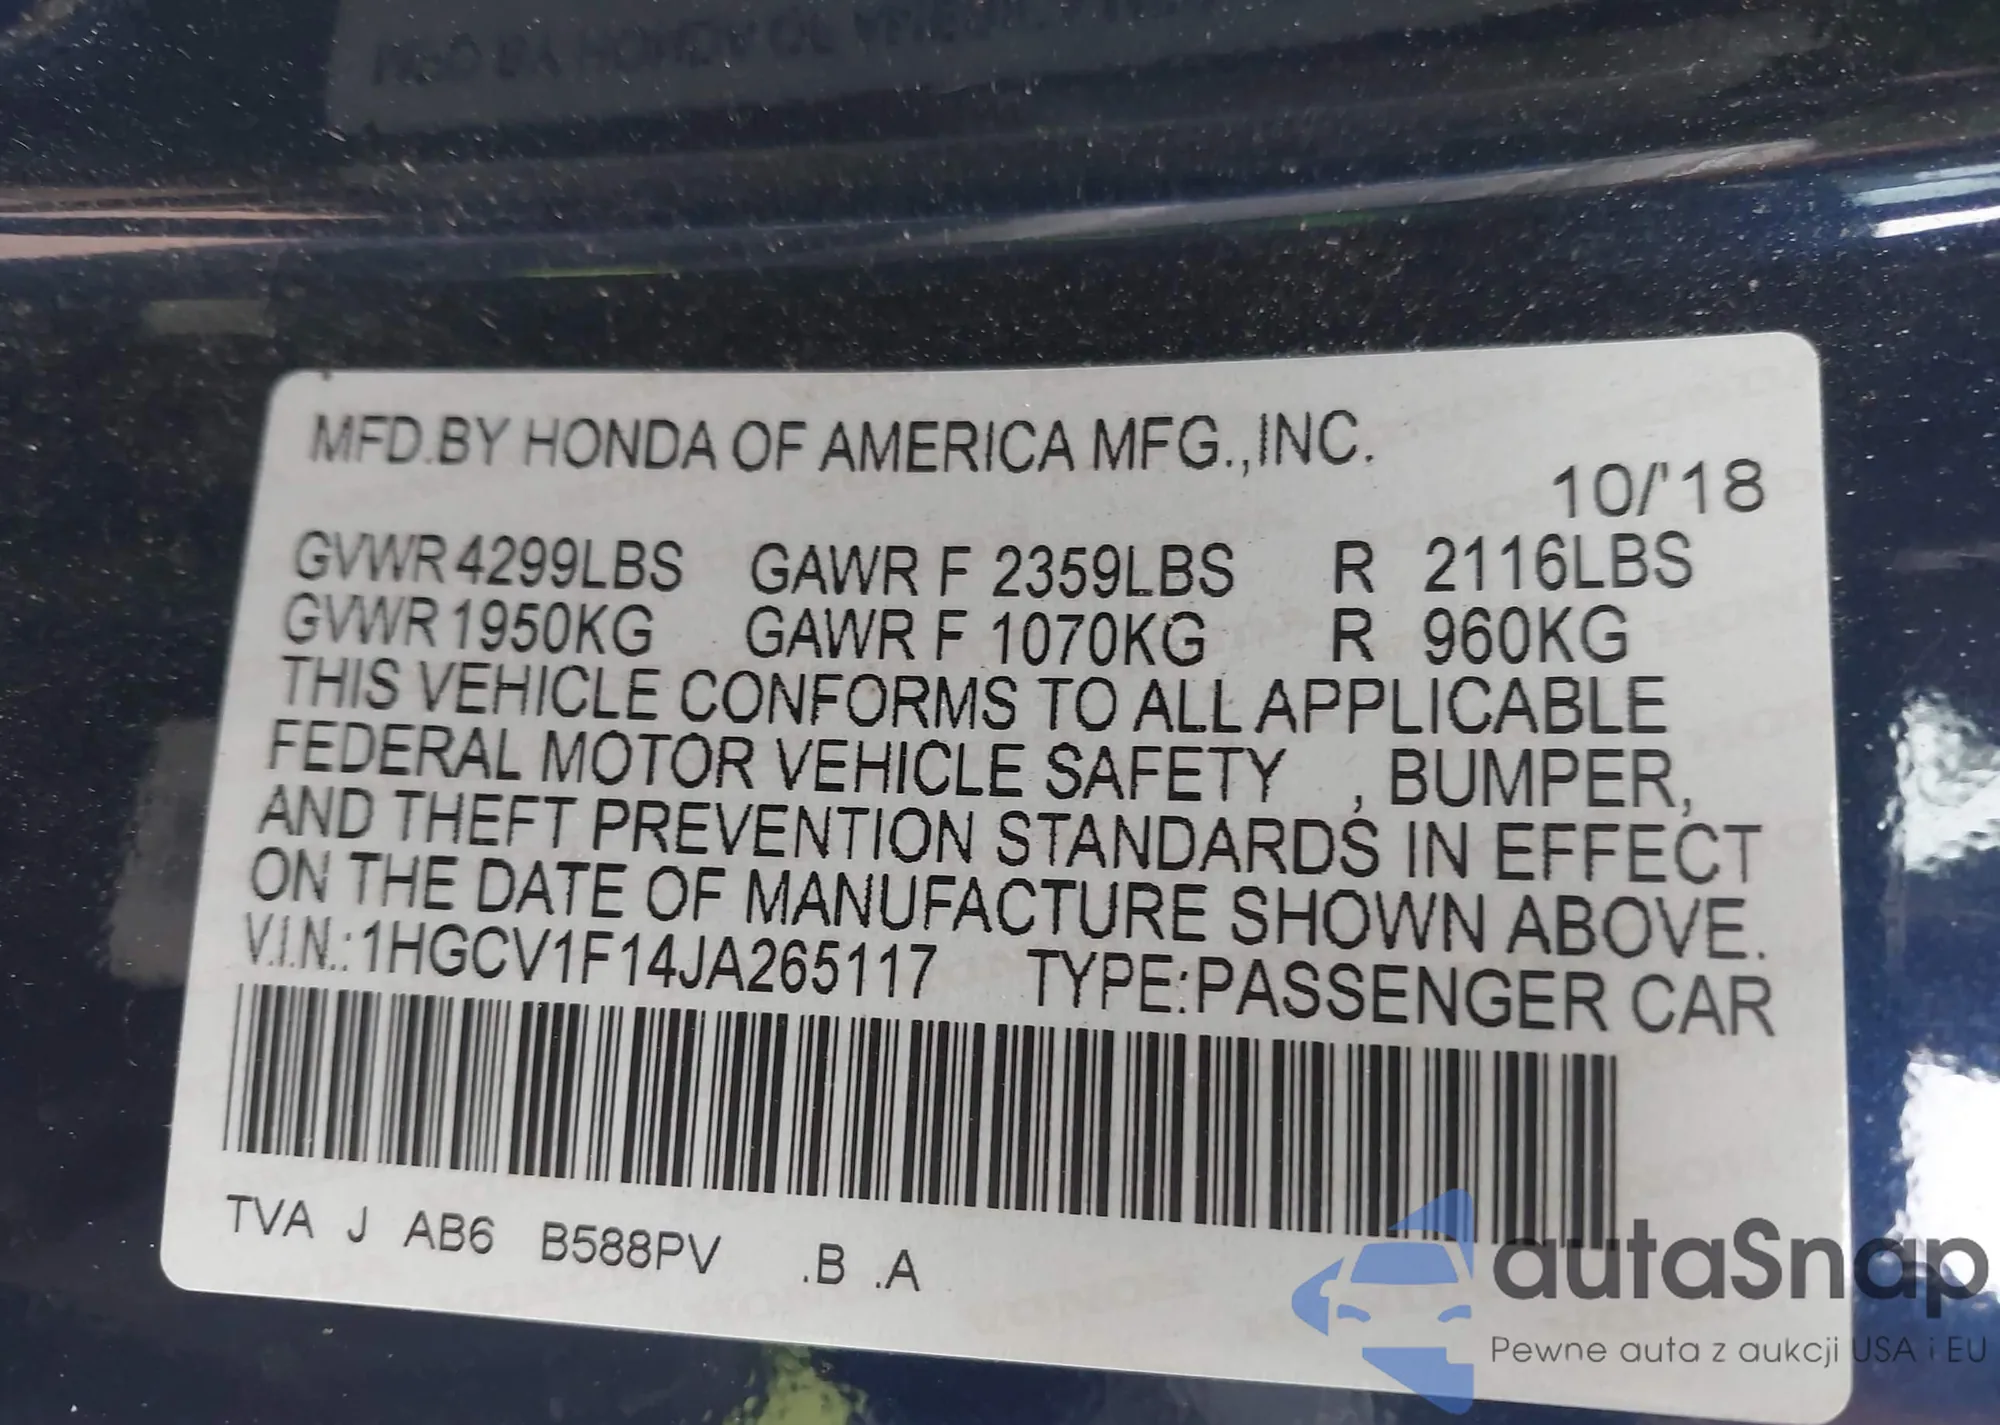 MFD.BY HONDA OF AMERICA MFG.,INC.
10/'18
GVWR 4299LBS GAWR F 2359LBS R 2116LBS
GVWR 1950KG GAWR F 1070KG R 960KG
THIS VEHICLE CONFORMS TO ALL APPLICABLE
FEDERAL MOTOR VEHICLE SAFETY , BUMPER,
AND THEFT PREVENTION STANDARDS IN EFFECT
ON THE DATE OF MANUFACTURE SHOWN ABOVE.
V.I.N.:1HGCV1F14JA265117 TYPE:PASSENGER CAR
TVA J AB6 B588PV .B .A
autaSnap
Pewne auta z aukcji USA i EU